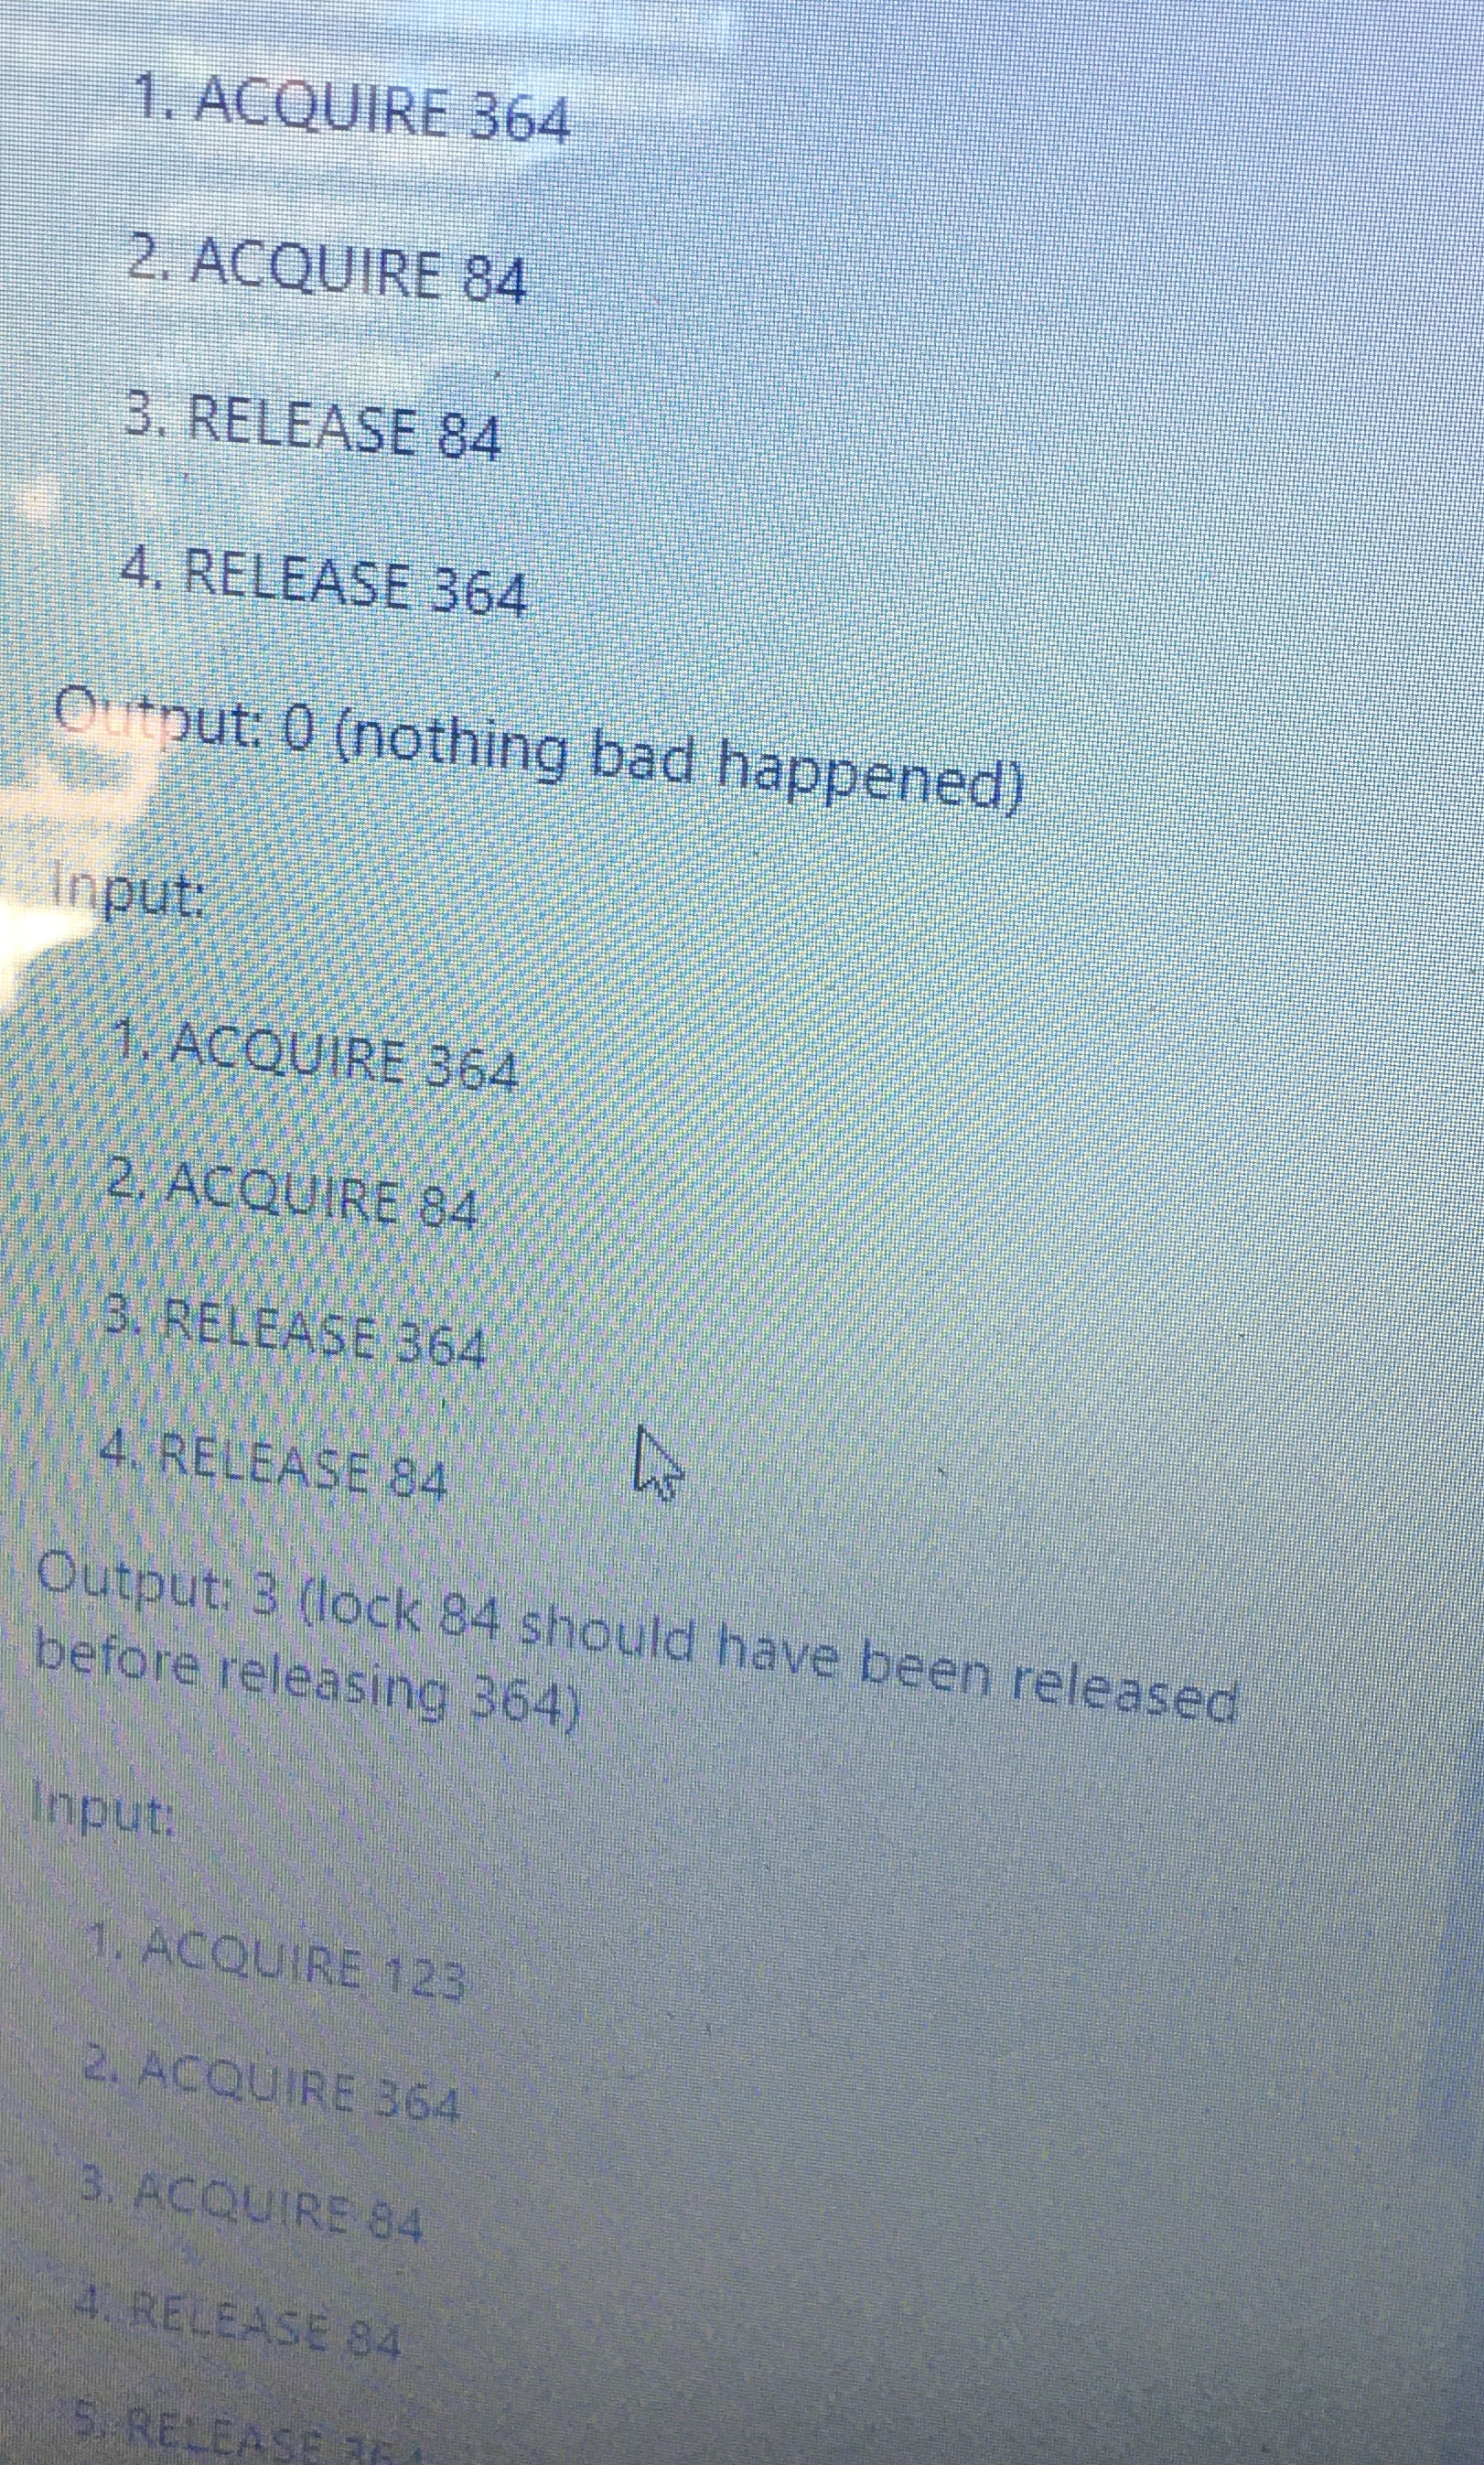 1. ACQUIRE 364
2. ACQUIRE 84
3. RELEASE 84
4. RELEASE 364
Output: 0 (nothing bad happened)
Input:
1. ACQUIRE 364
2. ACQUIRE 84
3. RELEASE 364
4. RELEASE 84
Output: 3 (lock 84 should have been released
before releasing 364)
Input:
1. ACQUIRE 123
2. ACQUIRE 364
3. ACQUIRE 84
4. RELEASE 84
5. RELEASE 364